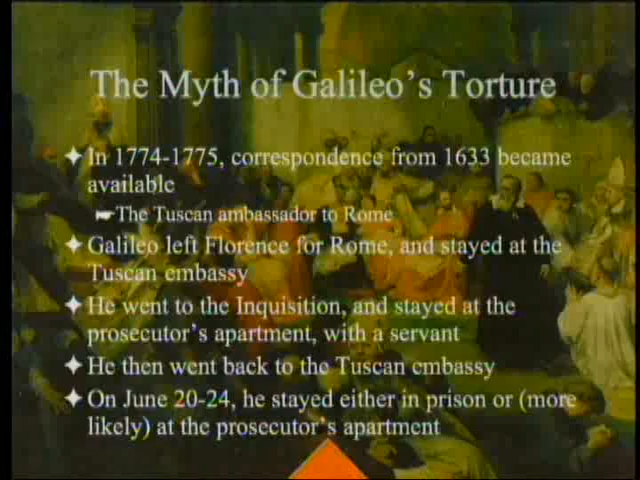 The Myth of Galileo's Torture
In 1774-1775, correspondence from 1633 became
available
The Tuscan ambassador to Rome
Galileo left Florence for Rome, and stayed at the
Tuscan embassy
He went to the Inquisition, and stayed at the
prosecutor's apartment, with a servant
He then went back to the Tuscan embassy
On June 20-24, he stayed either in prison or (more
likely) at the prosecutor's apartment